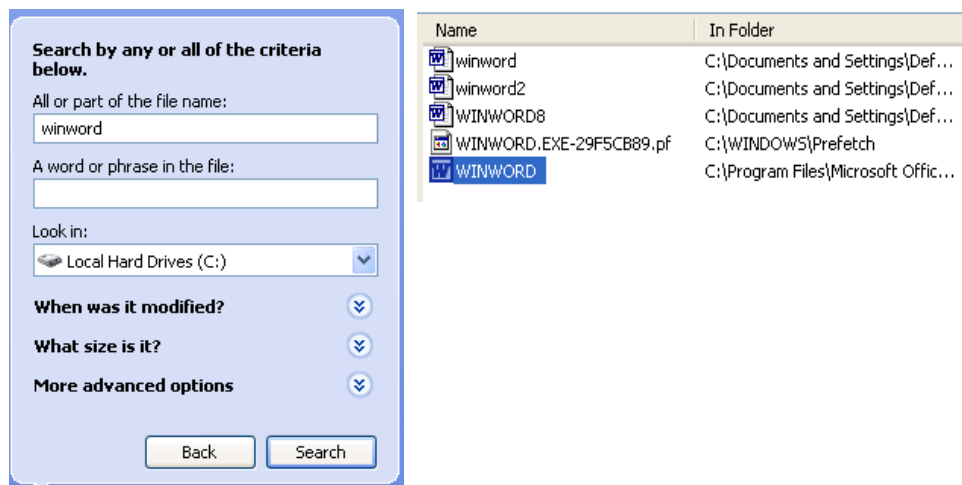 Search by any or all of the criteria
below.
All or part of the file name:
winword
A word or phrase in the file:
Look in:
Local Hard Drives (C:)
When was it modified?
What size is it?
More advanced options
Back Search
Name In Folder
winword C:\Documents and Settings\Def...
winword2 C:\Documents and Settings\Def...
WINWORD8 C:\Documents and Settings\Def...
WINWORD.EXE-29F5CB89.pf C:\WINDOWS\Prefetch
WINWORD C:\Program Files\Microsoft Offic...